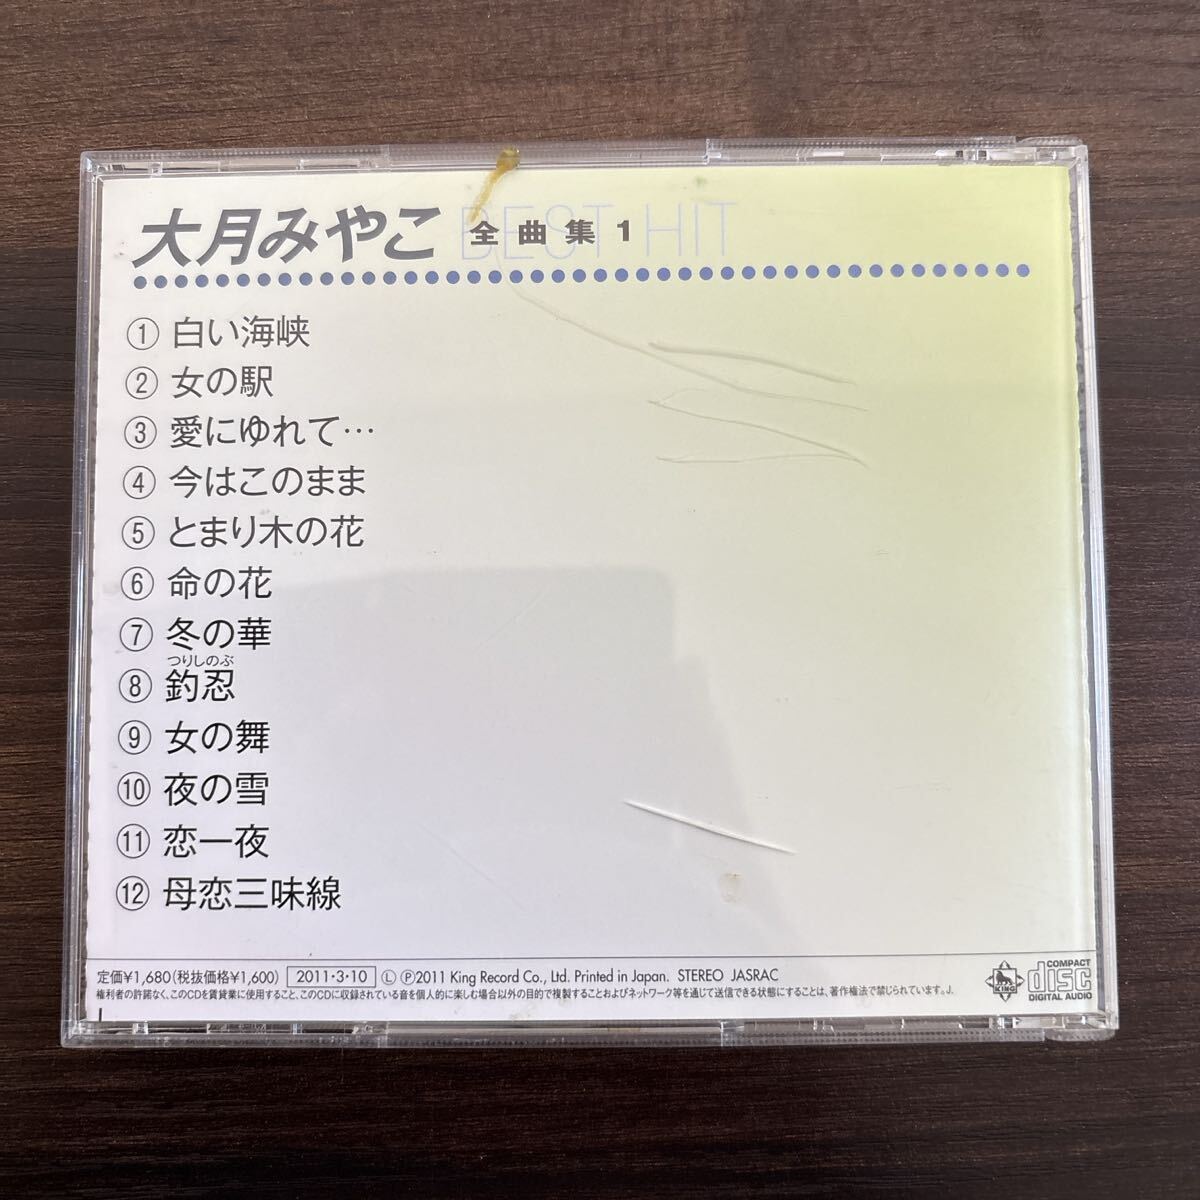 大月みやこ BEST HIT 全曲集1
① 白い海峡
② 女の駅
③ 愛にゆれて…
④ 今はこのまま
⑤ とまり木の花
⑥ 命の花
⑦ 冬の華
つりしのぶ
⑧ 釣忍
⑨ 女の舞
⑩ 夜の雪
⑪ 恋一夜
⑫ 母恋三味線
定価¥1,680(税抜価格¥1,600) 2011・3・10 Ⓛ Ⓟ2011 King Record Co., Ltd. Printed in Japan. STEREO JASRAC
権利者の許諾なく、このCDを賃貸業に使用すること、このCDに収録されている音を個人的に楽しむ場合以外の目的で複製することおよびネットワーク等を通じて送信できる状態にすることは、著作権法で禁じられています。J.
KING
COMPACT
disc
DIGITAL AUDIO